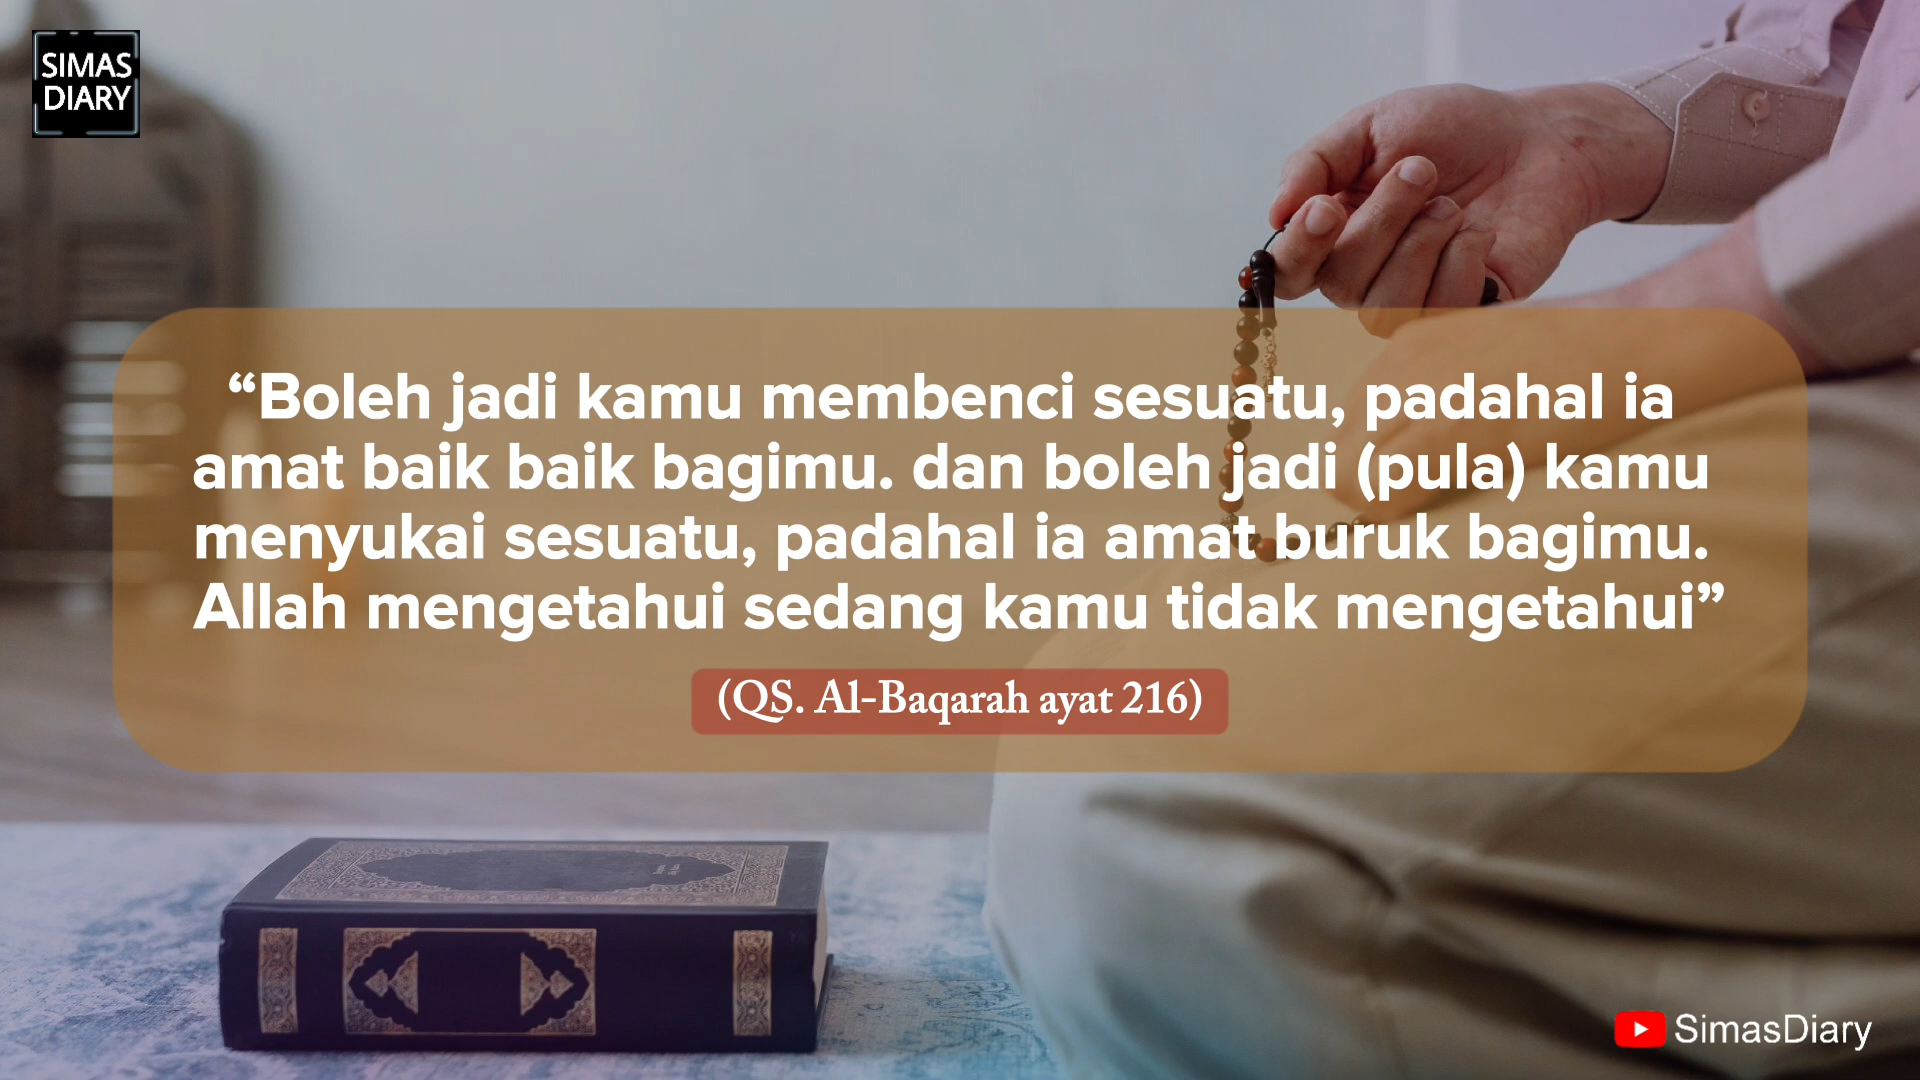 SIMAS
DIARY
“Boleh jadi kamu membenci sesuatu, padahal ia
amat baik baik bagimu. dan boleh jadi (pula) kamu
menyukai sesuatu, padahal ia amat buruk bagimu.
Allah mengetahui sedang kamu tidak mengetahui”
(QS. Al-Baqarah ayat 216)
SimasDiary